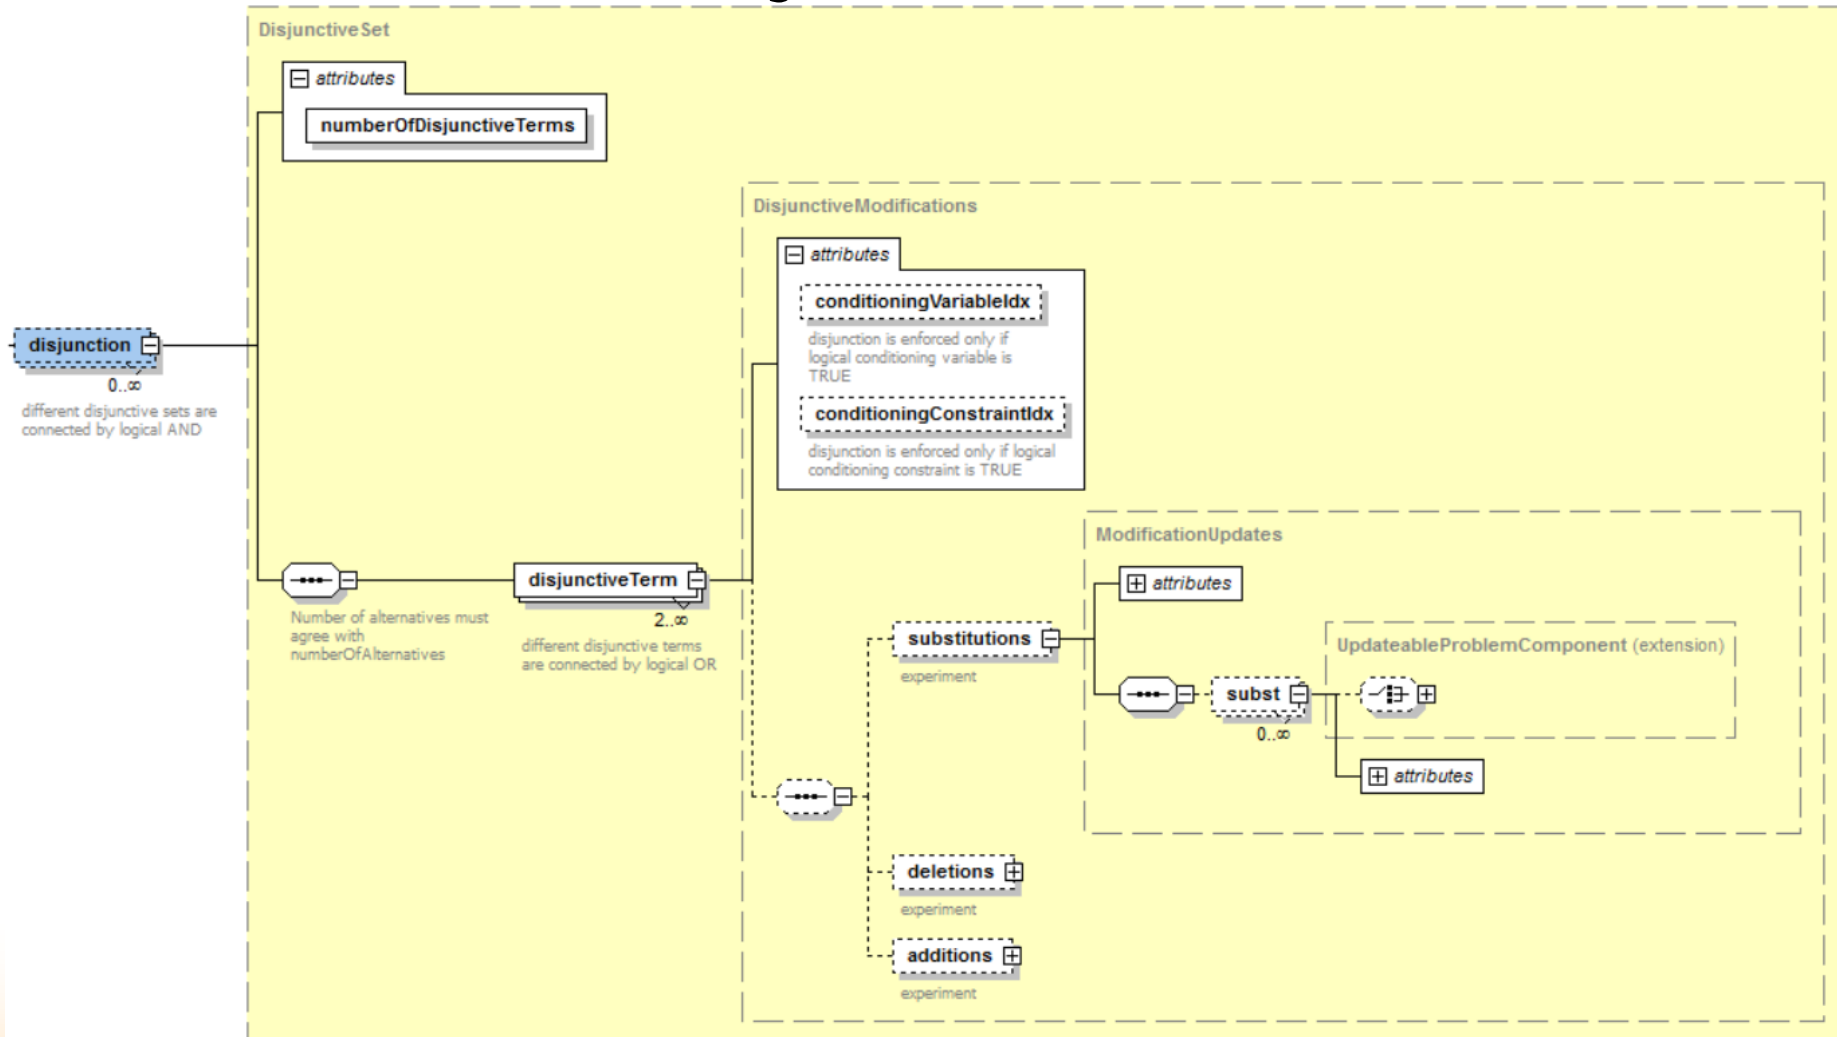 DisjunctiveSet
attributes
numberOfDisjunctiveTerms
DisjunctiveModifications
attributes
conditioningVariableIdx
disjunction is enforced only if
logical conditioning variable is
TRUE
conditioningConstraintIdx
disjunction is enforced only if logical
conditioning constraint is TRUE
disjunction
0..∞
different disjunctive sets are
connected by logical AND
ModificationUpdates
attributes
disjunctiveTerm
2..∞
different disjunctive terms
are connected by logical OR
Number of alternatives must
agree with
numberOfAlternatives
substitutions
experiment
UpdateableProblemComponent (extension)
subst
0..∞
attributes
deletions
experiment
additions
experiment